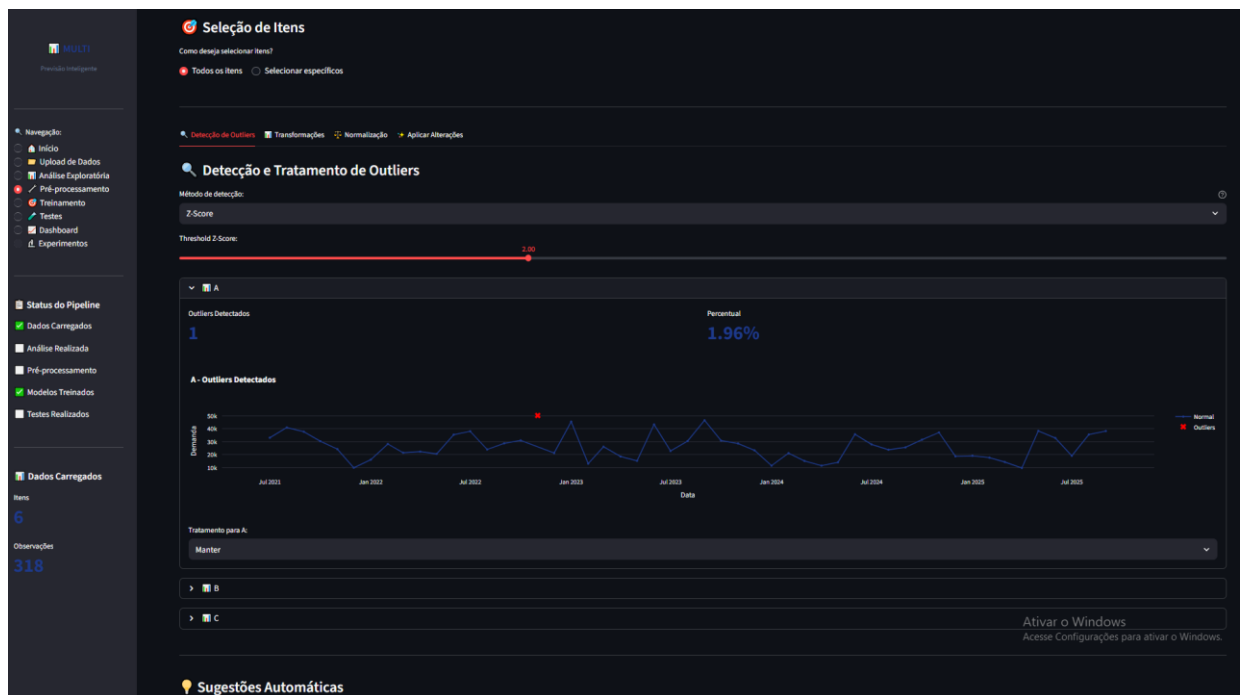 MULTI
Previsão Inteligente
Navegação:
Início
Upload de Dados
Análise Exploratória
Pré-processamento
Treinamento
Testes
Dashboard
Experimentos
Status do Pipeline
Dados Carregados
Análise Realizada
Pré-processamento
Modelos Treinados
Testes Realizados
Dados Carregados
Itens
6
Observações
318
Seleção de Itens
Como deseja selecionar itens?
Todos os itens Selecionar específicos
Detecção de Outliers Transformações Normalização Aplicar Alterações
Detecção e Tratamento de Outliers
Método de detecção:
Z-Score
Threshold Z-Score:
2.00
A
Outliers Detectados Percentual
1 1.96%
A - Outliers Detectados
Normal
Outliers
50k
40k
30k
20k
10k
Demanda
Jul 2021 Jan 2022 Jul 2022 Jan 2023 Jul 2023 Jan 2024 Jul 2024 Jan 2025 Jul 2025
Data
Tratamento para A:
Manter
B
C
Ativar o Windows
Acesse Configurações para ativar o Windows.
Sugestões Automáticas